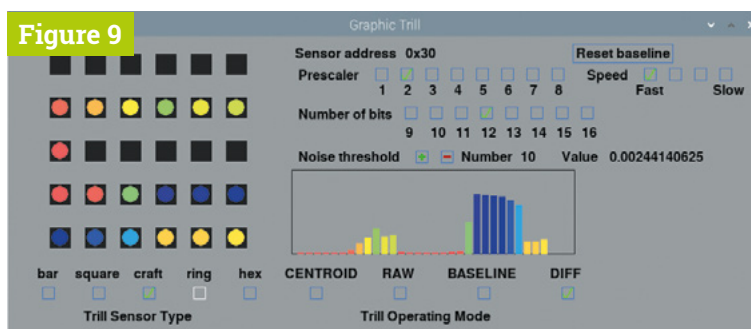 Figure 9
Graphic Trill
Sensor address 0x30
Reset baseline
Prescaler
1 2 3 4 5 6 7 8
Speed
Fast Slow
Number of bits
9 10 11 12 13 14 15 16
Noise threshold + - Number 10 Value 0.00244140625
bar square craft ring hex
CENTROID RAW BASELINE DIFF
Trill Sensor Type
Trill Operating Mode